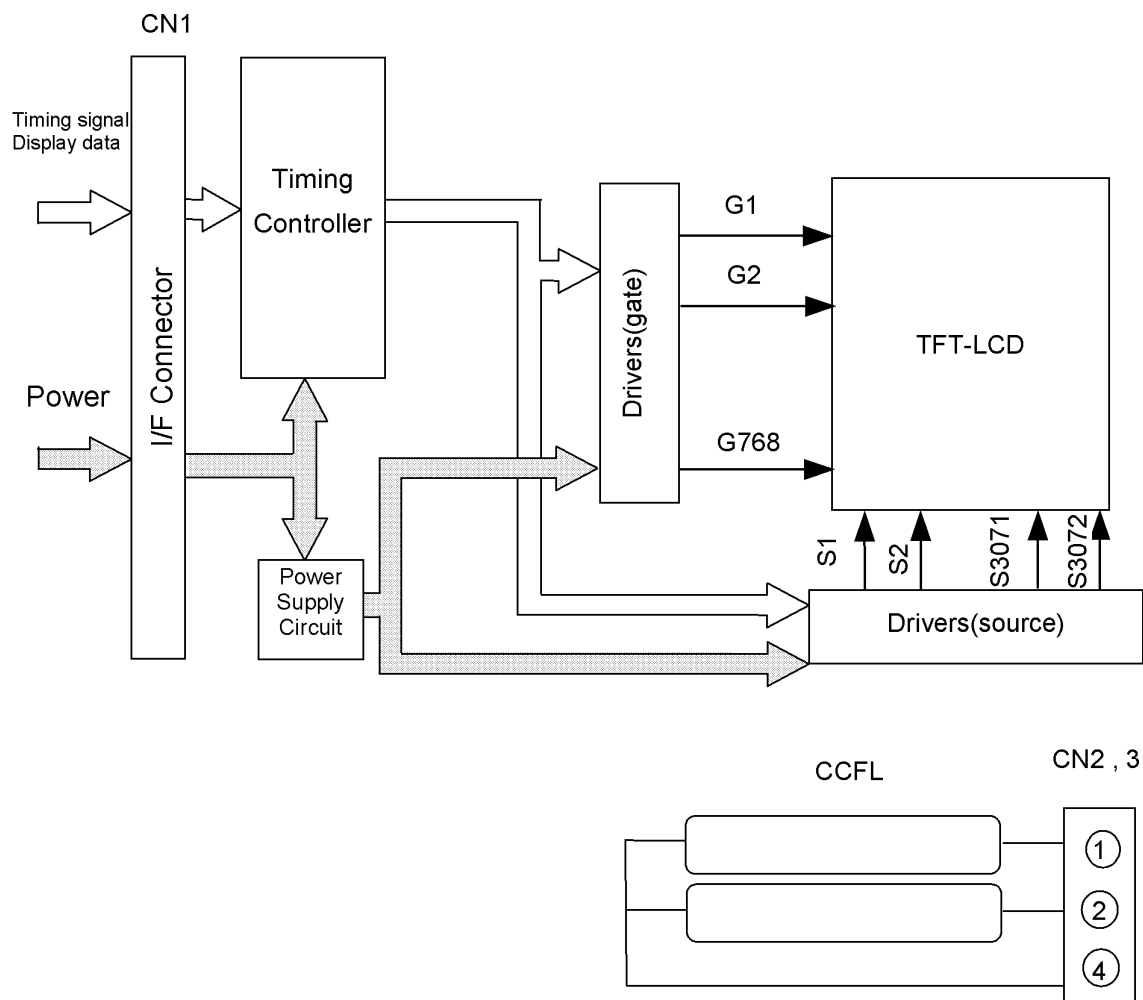 CN1
Timing signal
Display data
Power
I/F Connector
Timing
Controller
Power
Supply
Circuit
Drivers(gate)
G1
G2
G768
TFT-LCD
S1
S2
S3071
S3072
Drivers(source)
CCFL
CN2 , 3
1
2
4